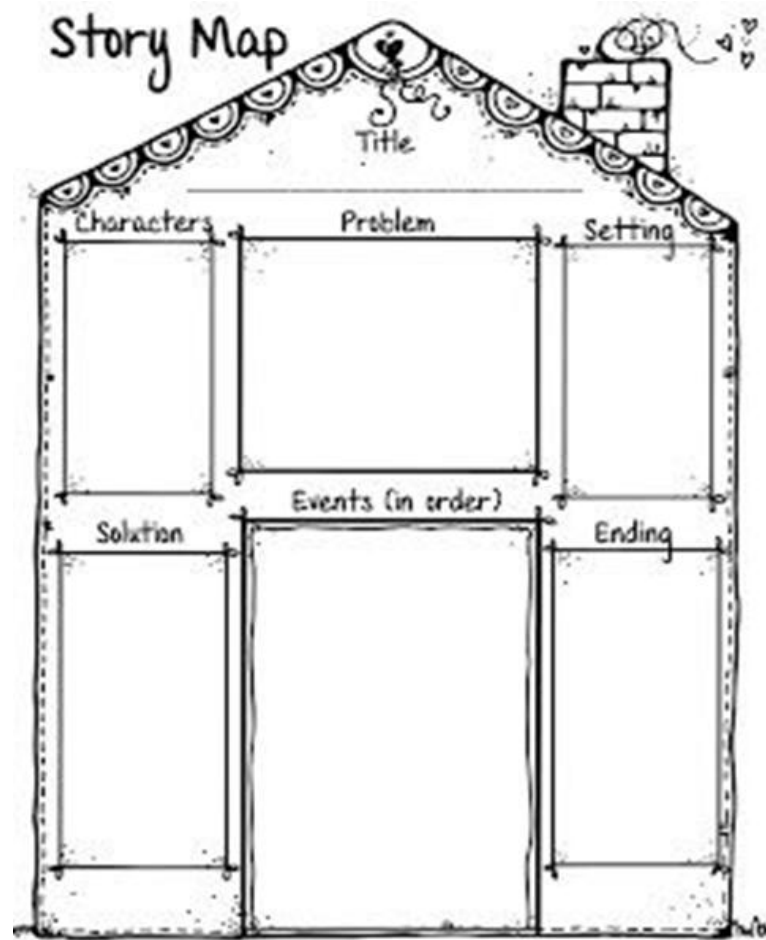 Story Map
Title
Characters
Problem
Setting
Events (in order)
Solution
Ending